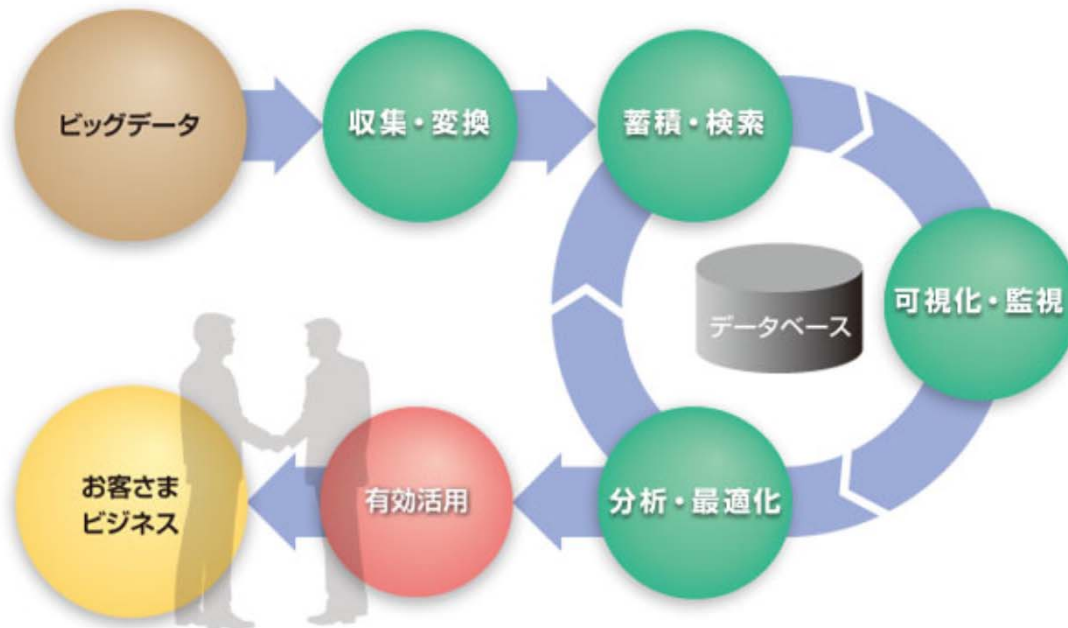 ビッグデータ
収集・変換
蓄積・検索
可視化・監視
データベース
分析・最適化
有効活用
お客さま
ビジネス